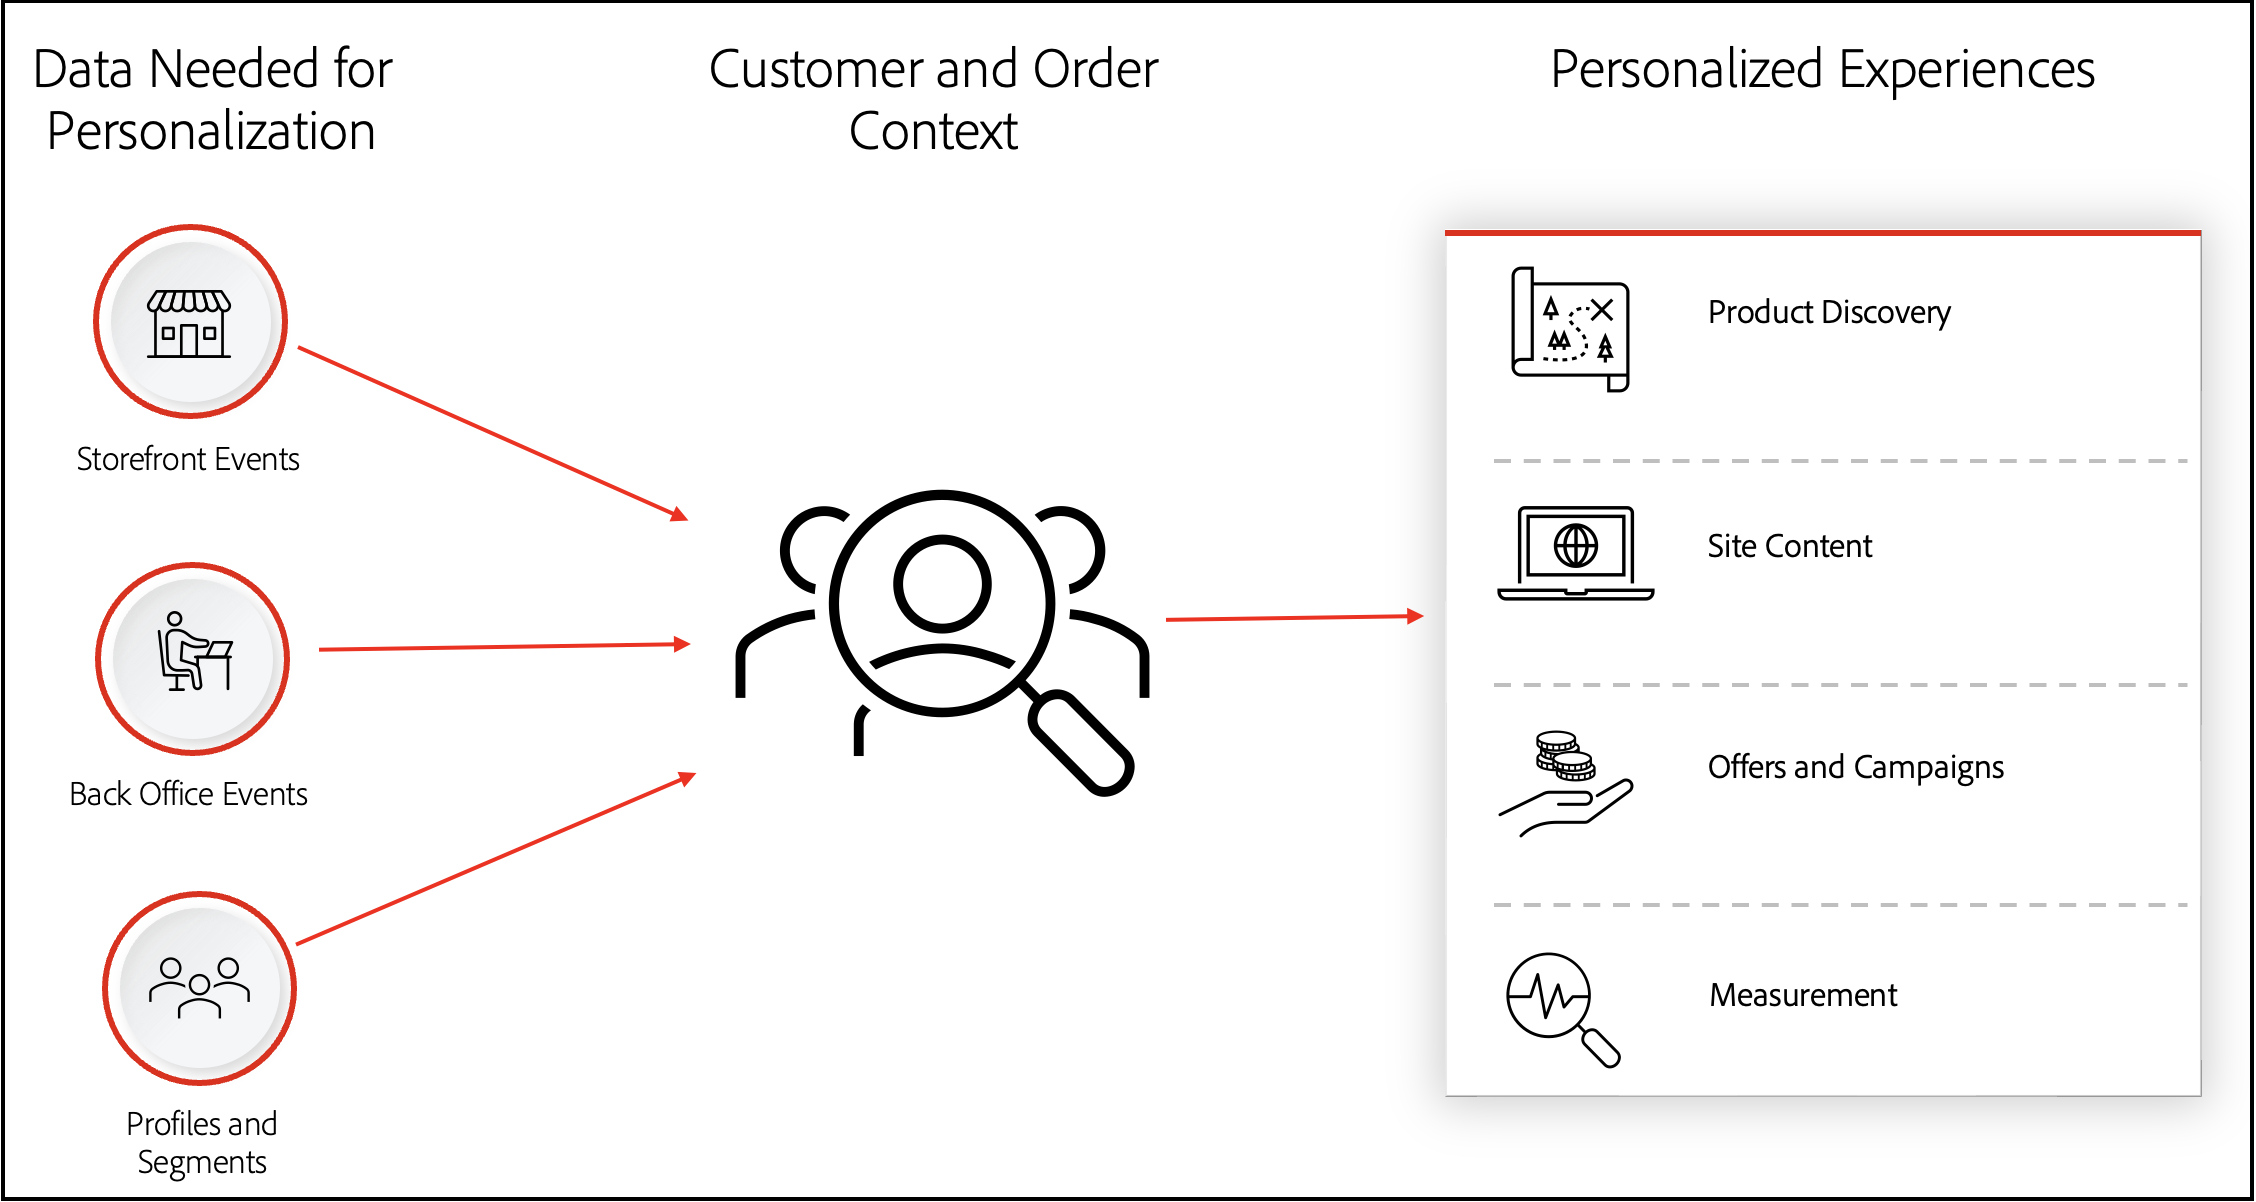 Data Needed for
Personalization
Customer and Order
Context
Personalized Experiences
Storefront Events
Back Office Events
Profiles and
Segments
Product Discovery
Site Content
Offers and Campaigns
Measurement